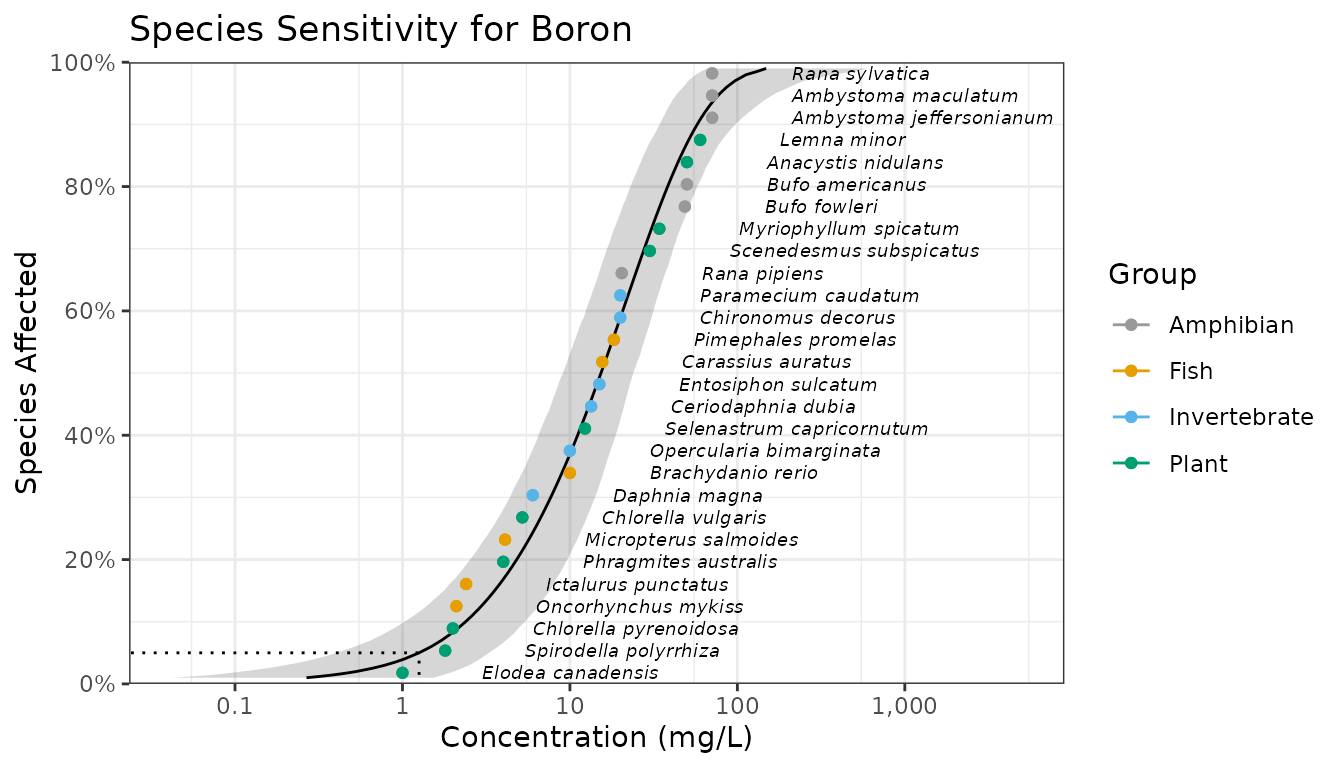 Species Sensitivity for Boron
Species Affected
100%
80%
60%
40%
20%
0%
Rana sylvatica
Ambystoma maculatum
Ambystoma jeffersonianum
Lemna minor
Anacystis nidulans
Bufo americanus
Bufo fowleri
Myriophyllum spicatum
Scenedesmus subspicatus
Rana pipiens
Paramecium caudatum
Chironomus decorus
Pimephales promelas
Carassius auratus
Entosiphon sulcatum
Ceriodaphnia dubia
Selenastrum capricornutum
Opercularia bimarginata
Brachydanio rerio
Daphnia magna
Chlorella vulgaris
Micropterus salmoides
Phragmites australis
Ictalurus punctatus
Oncorhynchus mykiss
Chlorella pyrenoidosa
Spirodella polyrrhiza
Elodea canadensis
0.1 1 10 100 1,000
Concentration (mg/L)
Group
Amphibian
Fish
Invertebrate
Plant